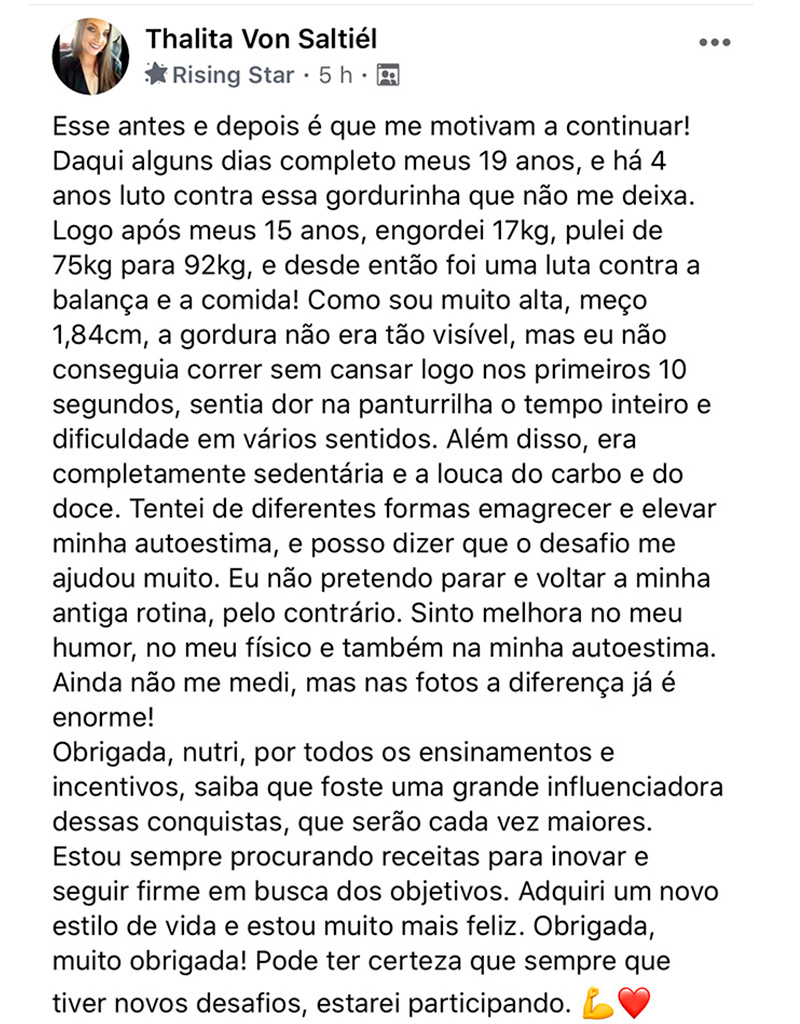 Thalita Von Saltiél
Rising Star · 5 h ·
Esse antes e depois é que me motivam a continuar!
Daqui alguns dias completo meus 19 anos, e há 4
anos luto contra essa gordurinha que não me deixa.
Logo após meus 15 anos, engordei 17kg, pulei de
75kg para 92kg, e desde então foi uma luta contra a
balança e a comida! Como sou muito alta, meço
1,84cm, a gordura não era tão visível, mas eu não
conseguia correr sem cansar logo nos primeiros 10
segundos, sentia dor na panturrilha o tempo inteiro e
dificuldade em vários sentidos. Além disso, era
completamente sedentária e a louca do carbo e do
doce. Tentei de diferentes formas emagrecer e elevar
minha autoestima, e posso dizer que o desafio me
ajudou muito. Eu não pretendo parar e voltar a minha
antiga rotina, pelo contrário. Sinto melhora no meu
humor, no meu físico e também na minha autoestima.
Ainda não me medi, mas nas fotos a diferença já é
enorme!
Obrigada, nutri, por todos os ensinamentos e
incentivos, saiba que foste uma grande influenciadora
dessas conquistas, que serão cada vez maiores.
Estou sempre procurando receitas para inovar e
seguir firme em busca dos objetivos. Adquiri um novo
estilo de vida e estou muito mais feliz. Obrigada,
muito obrigada! Pode ter certeza que sempre que
tiver novos desafios, estarei participando. 💪❤️